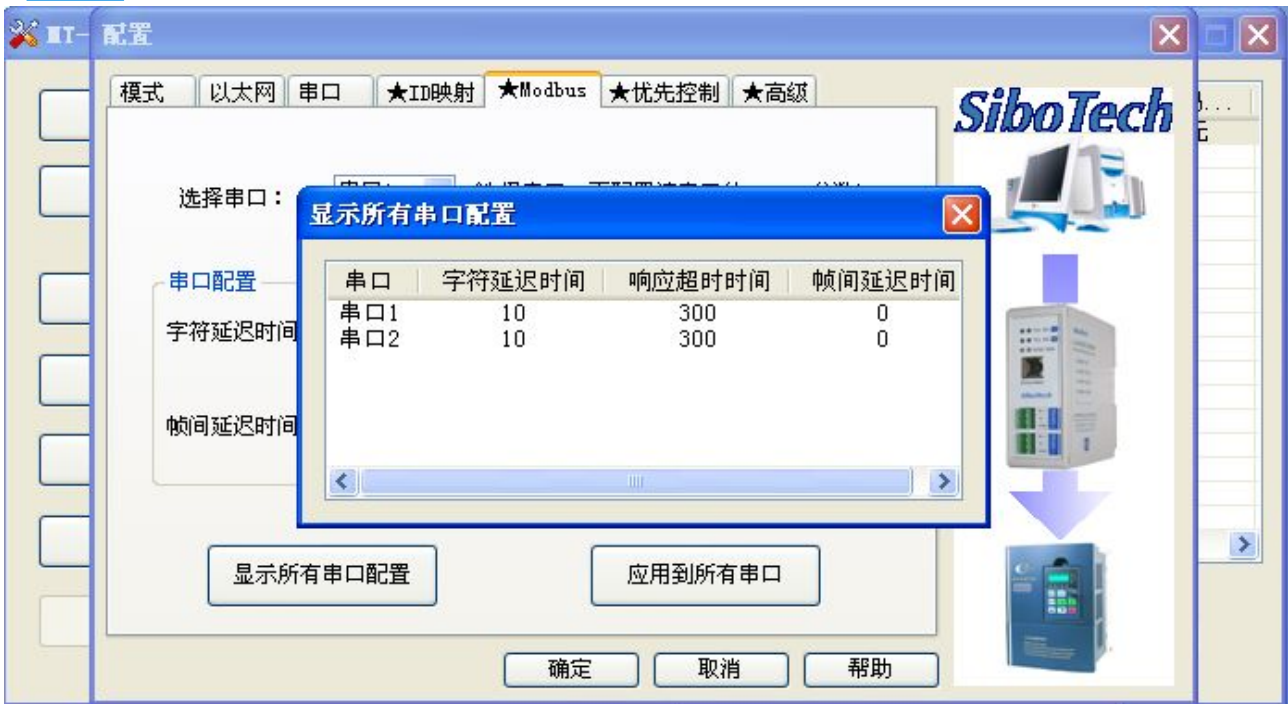 MT-
配置
模式 以太网 串口 ★ID映射 ★Modbus ★优先控制 ★高级
SiboTech
选择串口：
显示所有串口配置
串口配置
串口 字符延迟时间 响应超时时间 帧间延迟时间
串口1 10 300 0
串口2 10 300 0
字符延迟时间
帧间延迟时间
显示所有串口配置 应用到所有串口
确定 取消 帮助